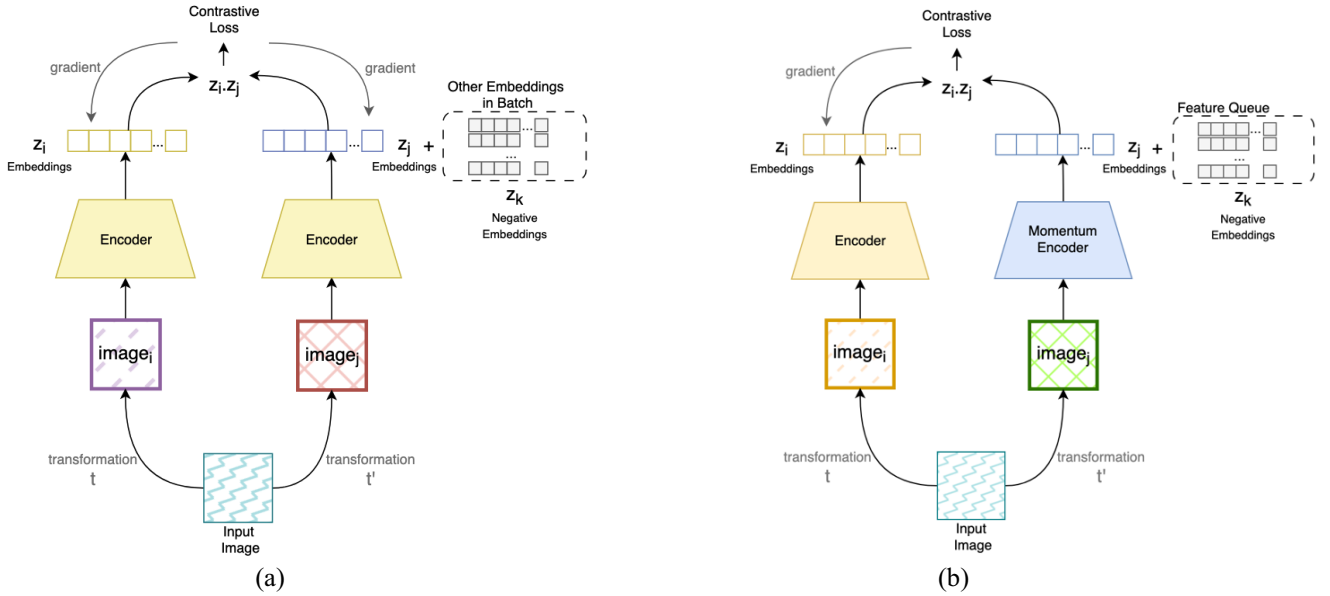 Contrastive
Loss
gradient
gradient
zi.zj
Other Embeddings
in Batch
...
...
...
...
zi
Embeddings
zj +
Embeddings
zk
Negative
Embeddings
Encoder
Encoder
imagei
imagej
transformation
t
transformation
t'
Input
Image
(a)
Contrastive
Loss
gradient
zi.zj
Feature Queue
...
...
...
...
zi
Embeddings
zj +
Embeddings
zk
Negative
Embeddings
Encoder
Momentum
Encoder
imagei
imagej
transformation
t
transformation
t'
Input
Image
(b)